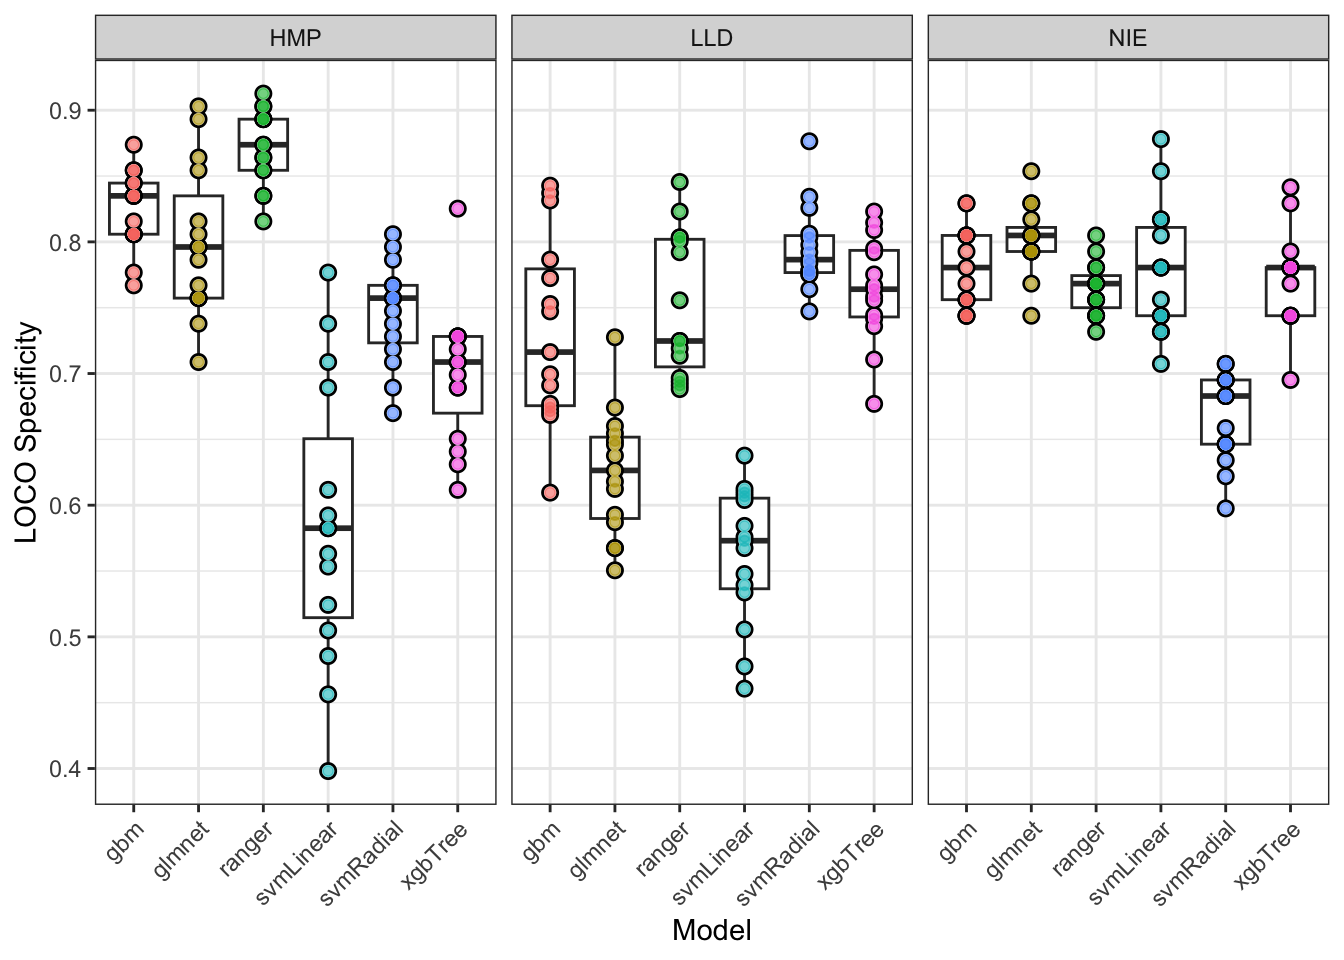 HMP
LLD
NIE
LOCO Specificity
0.9
0.8
0.7
0.6
0.5
0.4
gbm
glmnet
ranger
svmLinear
svmRadial
xgbTree
gbm
glmnet
ranger
svmLinear
svmRadial
xgbTree
gbm
glmnet
ranger
svmLinear
svmRadial
xgbTree
Model